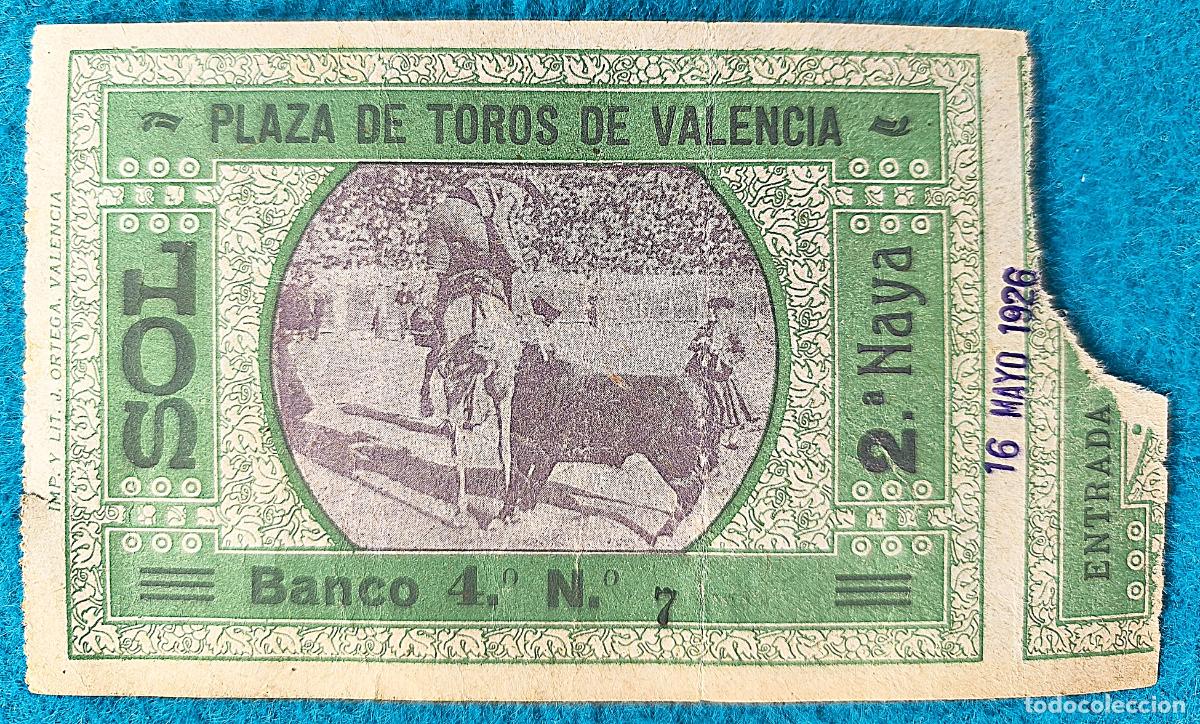 PLAZA DE TOROS DE VALENCIA
SOL
2.ª Naya
Banco 4.º N.º 7
16 MAYO 1926
ENTRADA
IMP. Y LIT. J. ORTEGA. VALENCIA
todocoleccion